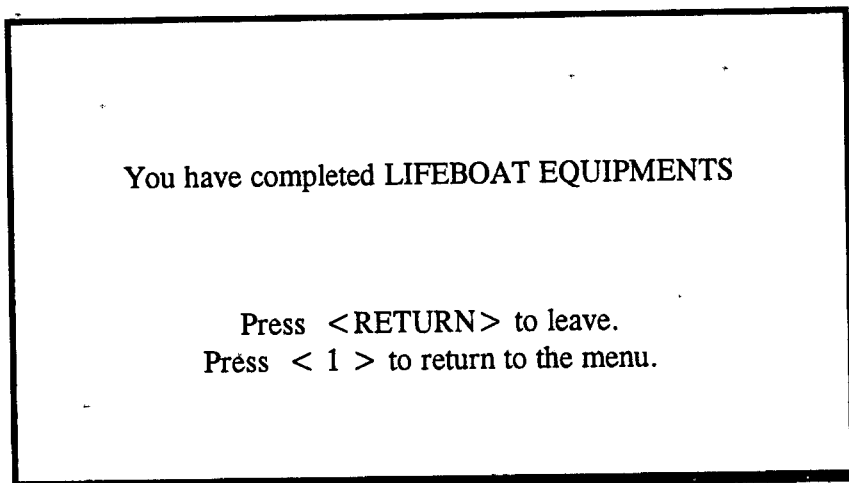 You have completed LIFEBOAT EQUIPMENTS
Press <RETURN> to leave.
Press < 1 > to return to the menu.